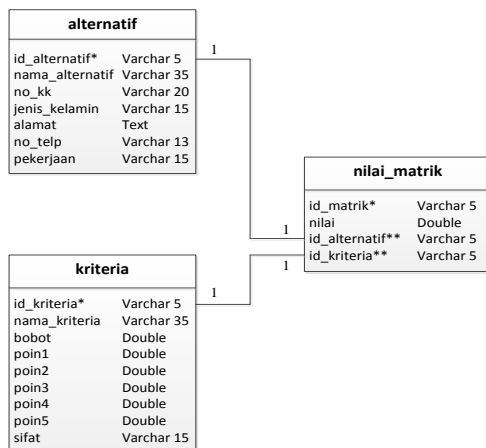 alternatif
id_alternatif* Varchar 5
nama_alternatif Varchar 35
no_kk Varchar 20
jenis_kelamin Varchar 15
alamat Text
no_telp Varchar 13
pekerjaan Varchar 15
1
nilai_matrik
id_matrik* Varchar 5
nilai Double
id_alternatif** Varchar 5
id_kriteria** Varchar 5
1
1
kriteria
id_kriteria* Varchar 5
nama_kriteria Varchar 35
bobot Double
poin1 Double
poin2 Double
poin3 Double
poin4 Double
poin5 Double
sifat Varchar 15
1